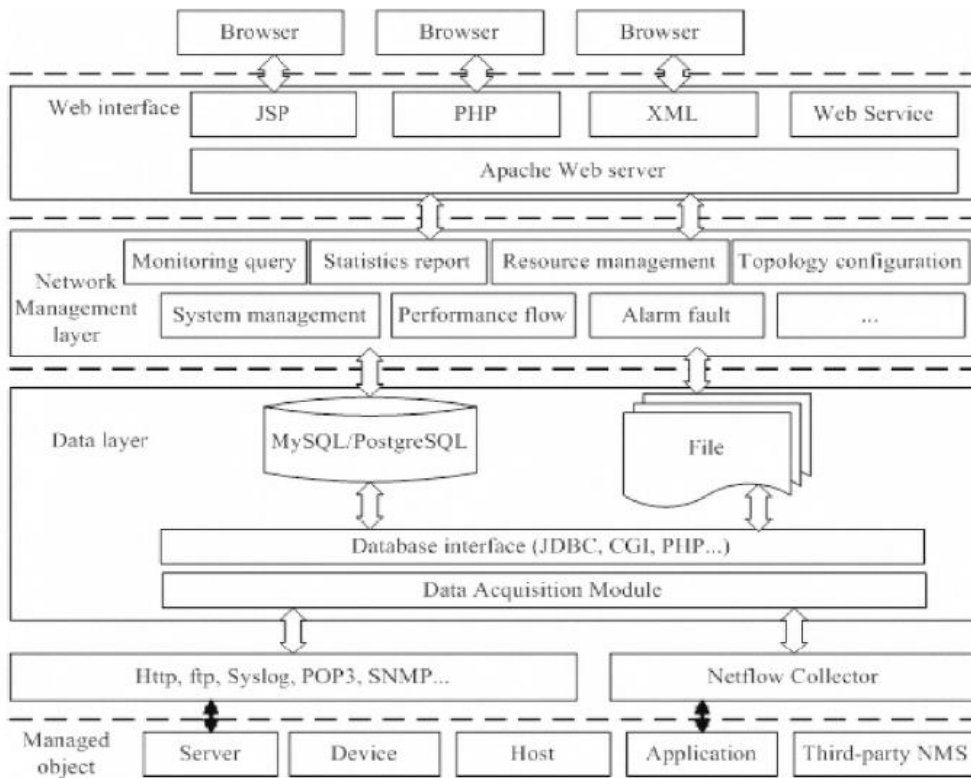 Browser
Browser
Browser
Web interface
JSP
PHP
XML
Web Service
Apache Web server
Network
Management
layer
Monitoring query
Statistics report
Resource management
Topology configuration
System management
Performance flow
Alarm fault
...
Data layer
MySQL/PostgreSQL
File
Database interface (JDBC, CGI, PHP...)
Data Acquisition Module
Http, ftp, Syslog, POP3, SNMP...
Netflow Collector
Managed
object
Server
Device
Host
Application
Third-party NMS